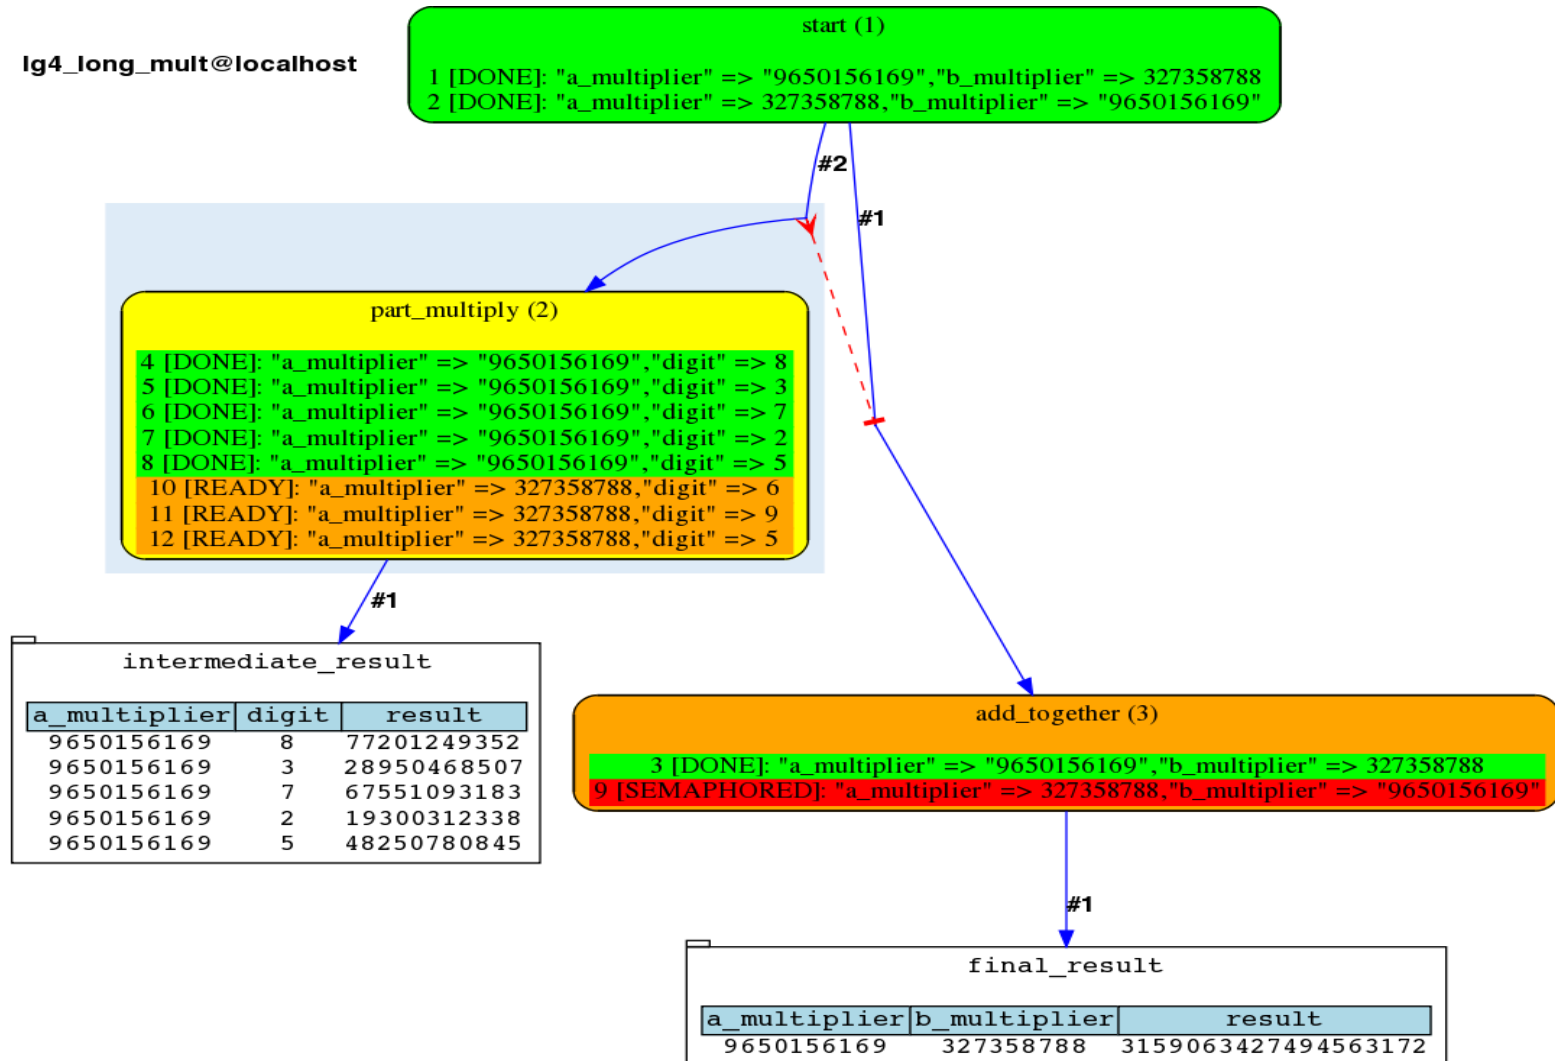 start (1)
lg4_long_mult@localhost
1 [DONE]: "a_multiplier" => "9650156169","b_multiplier" => 327358788
2 [DONE]: "a_multiplier" => 327358788,"b_multiplier" => "9650156169"
#2
#1
part_multiply (2)
4 [DONE]: "a_multiplier" => "9650156169","digit" => 8
5 [DONE]: "a_multiplier" => "9650156169","digit" => 3
6 [DONE]: "a_multiplier" => "9650156169","digit" => 7
7 [DONE]: "a_multiplier" => "9650156169","digit" => 2
8 [DONE]: "a_multiplier" => "9650156169","digit" => 5
10 [READY]: "a_multiplier" => 327358788,"digit" => 6
11 [READY]: "a_multiplier" => 327358788,"digit" => 9
12 [READY]: "a_multiplier" => 327358788,"digit" => 5
#1
intermediate_result
a_multiplier digit result
9650156169 8 77201249352
9650156169 3 28950468507
9650156169 7 67551093183
9650156169 2 19300312338
9650156169 5 48250780845
add_together (3)
3 [DONE]: "a_multiplier" => "9650156169","b_multiplier" => 327358788
9 [SEMAPHORED]: "a_multiplier" => 327358788,"b_multiplier" => "9650156169"
#1
final_result
a_multiplier b_multiplier result
9650156169 327358788 3159063427494563172